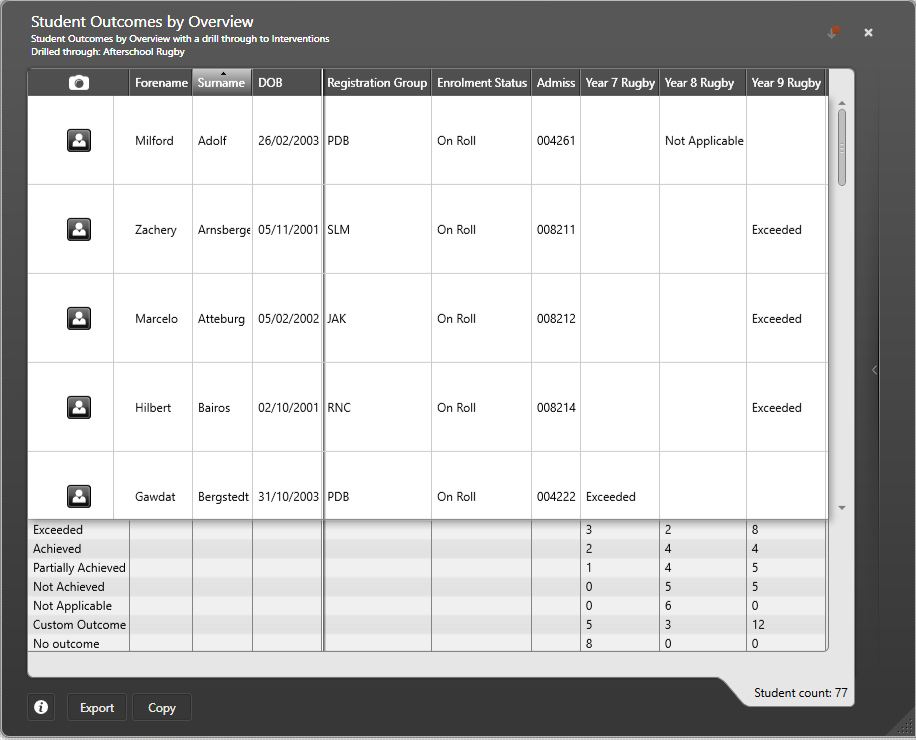 Student Outcomes by Overview
Student Outcomes by Overview with a drill through to Interventions
Drilled through: Afterschool Rugby
Forename Surname DOB Registration Group Enrolment Status Admiss Year 7 Rugby Year 8 Rugby Year 9 Rugby
Milford Adolf 26/02/2003 PDB On Roll 004261 Not Applicable
Zachery Arnsberge 05/11/2001 SLM On Roll 008211 Exceeded
Marcelo Atteburg 05/02/2002 JAK On Roll 008212 Exceeded
Hilbert Bairos 02/10/2001 RNC On Roll 008214 Exceeded
Gawdat Bergstedt 31/10/2003 PDB On Roll 004222 Exceeded
Exceeded 3 2 8
Achieved 2 4 4
Partially Achieved 1 4 5
Not Achieved 0 5 5
Not Applicable 0 6 0
Custom Outcome 5 3 12
No outcome 8 0 0
Student count: 77
Export Copy